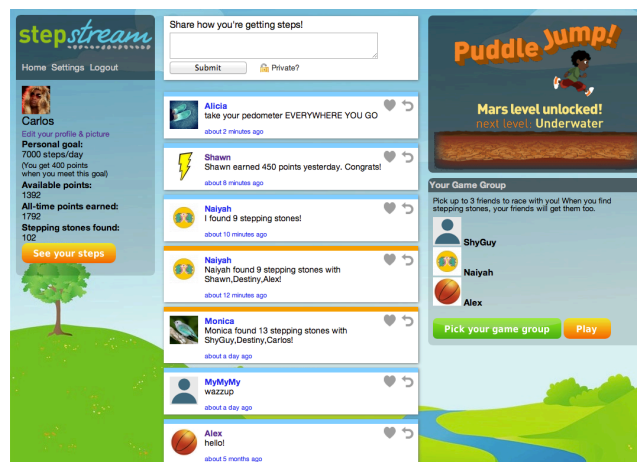 stepstream
Home Settings Logout
Carlos
Edit your profile & picture
Personal goal:
7000 steps/day
(You get 400 points
when you meet this goal)
Available points:
1392
All-time points earned:
1792
Stepping stones found:
102
See your steps
Share how you're getting steps!
Submit
Private?
Alicia
take your pedometer EVERYWHERE YOU GO
about 2 minutes ago
Shawn
Shawn earned 450 points yesterday. Congrats!
about 8 minutes ago
Naiyah
I found 9 stepping stones!
about 10 minutes ago
Naiyah
Naiyah found 9 stepping stones with
Shawn,Destiny,Alex!
about 12 minutes ago
Monica
Monica found 13 stepping stones with
ShyGuy,Destiny,Carlos!
about a day ago
MyMyMy
wazzup
about a day ago
Alex
hello!
about 5 months ago
Puddle Jump!
Mars level unlocked!
next level: Underwater
Your Game Group
Pick up to 3 friends to race with you! When you find
stepping stones, your friends will get them too.
ShyGuy
Naiyah
Alex
Pick your game group
Play